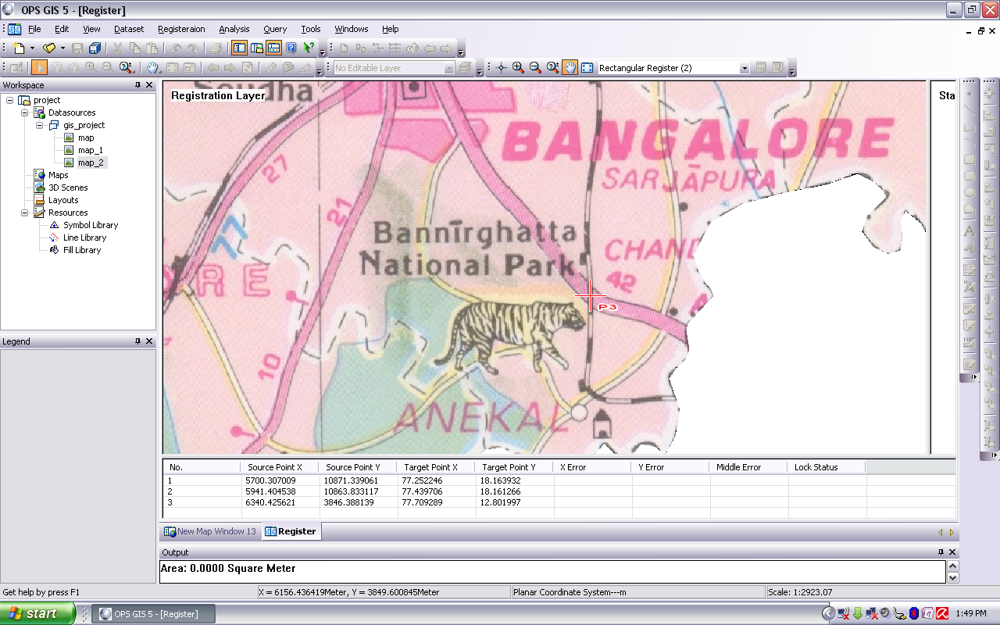 OPS GIS 5 - [Register]
File Edit View Dataset Registeraion Analysis Query Tools Windows Help
No Editable Layer
Rectangular Register (2)
Workspace
project
Datasources
gis_project
map
map_1
map_2
Maps
3D Scenes
Layouts
Resources
Symbol Library
Line Library
Fill Library
Legend
Registration Layer
Sta
BANGALORE
SARJĀPURA
27
21
77
Bannīrghatta
National Park
CHAND
42
P3
ORE
10
ANEKAL
No. Source Point X Source Point Y Target Point X Target Point Y X Error Y Error Middle Error Lock Status
1 5700.307009 10871.339061 77.252246 18.163932
2 5941.404538 10863.833117 77.439706 18.161266
3 6340.425621 3846.388139 77.709289 12.801997
New Map Window 13 Register
Output
Area: 0.0000 Square Meter
Get help by press F1 X = 6156.436419Meter, Y = 3849.600845Meter Planar Coordinate System---m Scale: 1:2923.07
start OPS GIS 5 - [Register] 1:49 PM